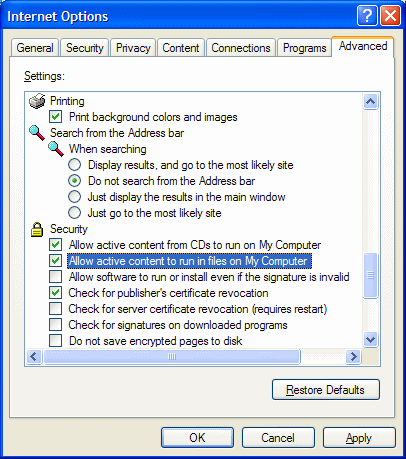 Internet Options
?
General Security Privacy Content Connections Programs Advanced
Settings:
Printing
Print background colors and images
Search from the Address bar
When searching
Display results, and go to the most likely site
Do not search from the Address bar
Just display the results in the main window
Just go to the most likely site
Security
Allow active content from CDs to run on My Computer
Allow active content to run in files on My Computer
Allow software to run or install even if the signature is invalid
Check for publisher's certificate revocation
Check for server certificate revocation (requires restart)
Check for signatures on downloaded programs
Do not save encrypted pages to disk
Restore Defaults
OK Cancel Apply